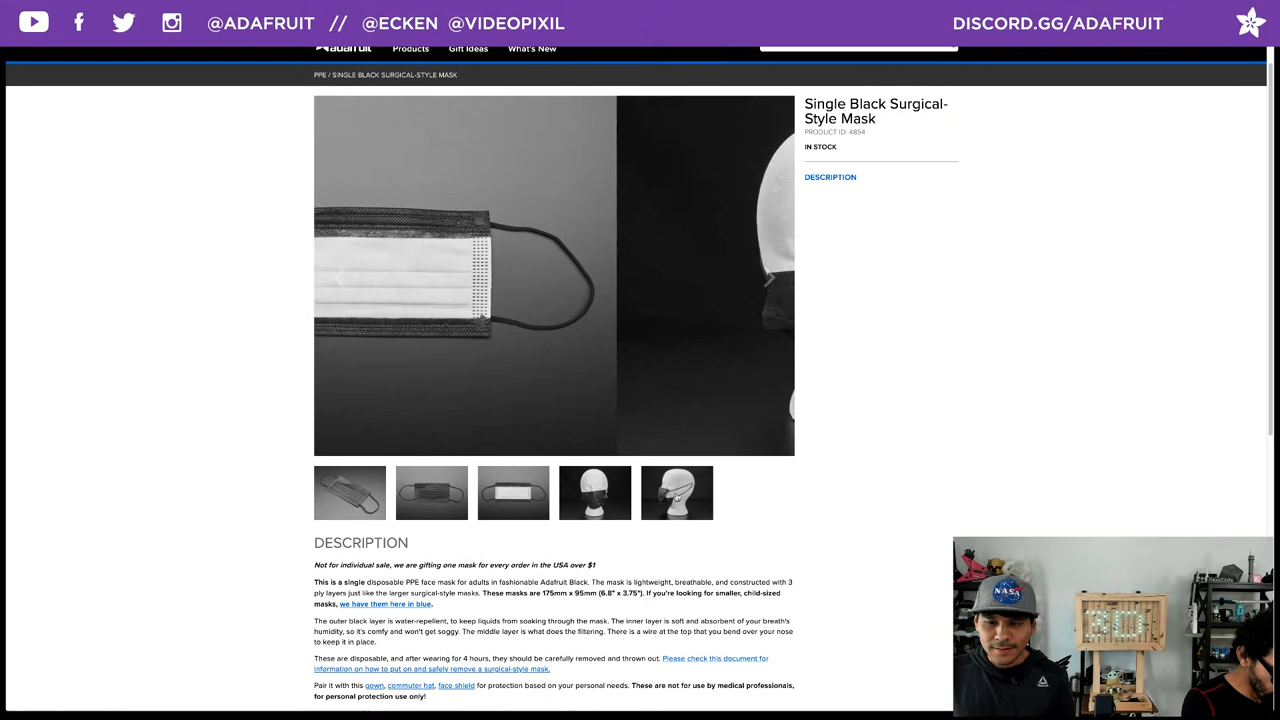 @ADAFRUIT // @ECKEN @VIDEOPIXIL
DISCORD.GG/ADAFRUIT
adafruit
Products
Gift Ideas
What's New
PPE / SINGLE BLACK SURGICAL-STYLE MASK
Single Black Surgical-
Style Mask
PRODUCT ID: 4854
IN STOCK
DESCRIPTION
DESCRIPTION
Not for individual sale, we are gifting one mask for every order in the USA over $1
This is a single disposable PPE face mask for adults in fashionable Adafruit Black. The mask is lightweight, breathable, and constructed with 3
ply layers just like the larger surgical-style masks. These masks are 175mm x 95mm (6.8" x 3.75"). If you're looking for smaller, child-sized
masks, we have them here in blue.
The outer black layer is water-repellent, to keep liquids from soaking through the mask. The inner layer is soft and absorbent of your breath's
humidity, so it's comfy and won't get soggy. The middle layer is what does the filtering. There is a wire at the top that you bend over your nose
to keep it in place.
These are disposable, and after wearing for 4 hours, they should be carefully removed and thrown out. Please check this document for
information on how to put on and safely remove a surgical-style mask.
Pair it with this gown, commuter hat, face shield for protection based on your personal needs. These are not for use by medical professionals,
for personal protection use only!
NASA